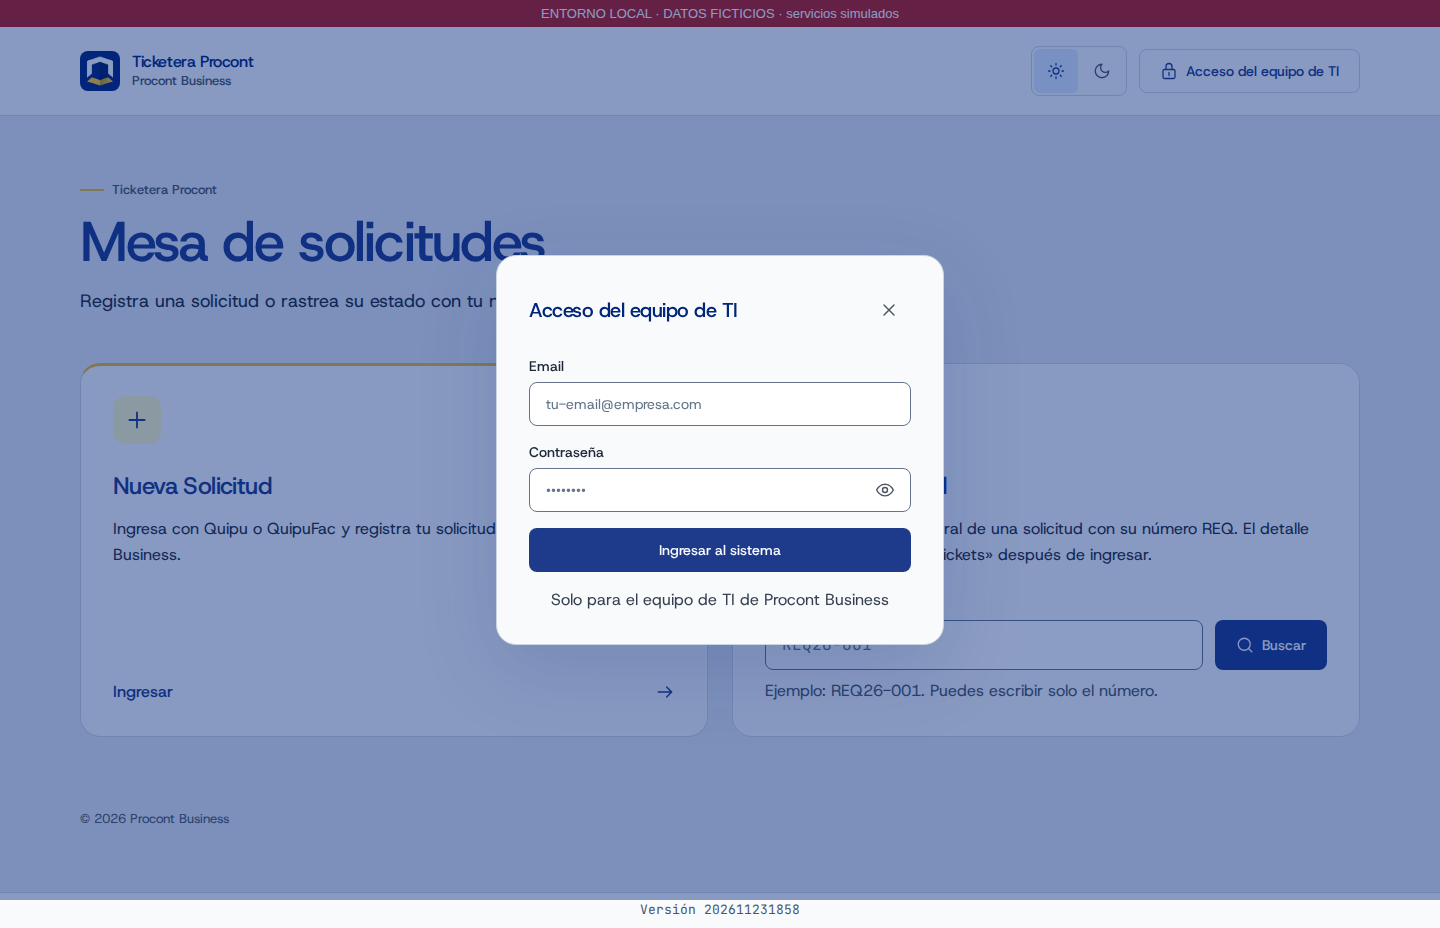 ENTORNO LOCAL · DATOS FICTICIOS · servicios simulados
Ticketera Procont
Procont Business
Acceso del equipo de TI
Ticketera Procont
Mesa de solicitudes
Registra una solicitud o rastrea su estado con tu
Acceso del equipo de TI
Email
tu-email@empresa.com
Contraseña
••••••••
Ingresar al sistema
Solo para el equipo de TI de Procont Business
Nueva Solicitud
Ingresa con Quipu o QuipuFac y registra tu solicitud
Business.
Ingresar
de una solicitud con su número REQ. El detalle
después de ingresar.
REQ26-001
Buscar
Ejemplo: REQ26-001. Puedes escribir solo el número.
© 2026 Procont Business
Versión 202611231858